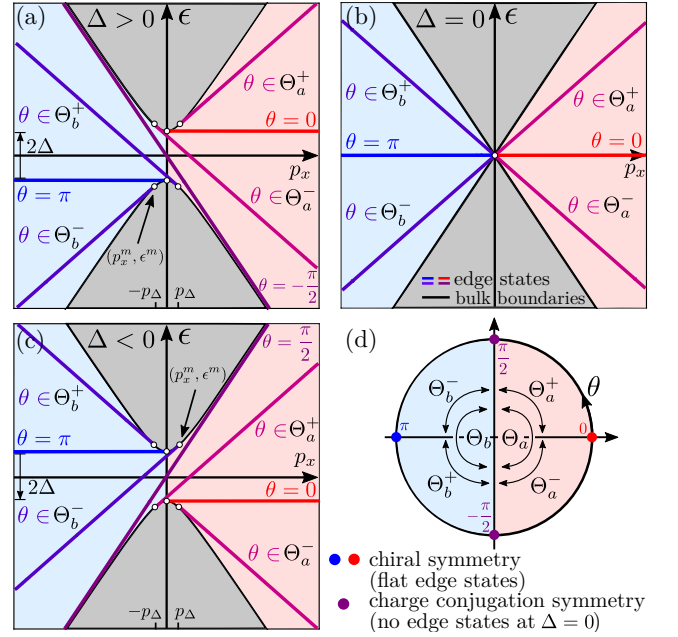 (a)
Δ > 0
ϵ
θ ∈ Θ_a^+
θ ∈ Θ_b^+
θ = 0
2Δ
p_x
θ = π
θ ∈ Θ_a^-
θ ∈ Θ_b^-
(p_x^m, ϵ^m)
θ = -π/2
-p_Δ
p_Δ
(b)
Δ = 0
ϵ
θ ∈ Θ_b^+
θ ∈ Θ_a^+
θ = π
θ = 0
p_x
θ ∈ Θ_b^-
θ ∈ Θ_a^-
edge states
bulk boundaries
(c)
Δ < 0
ϵ
θ = π/2
(p_x^m, ϵ^m)
θ ∈ Θ_b^+
θ ∈ Θ_a^+
θ = π
p_x
2Δ
θ = 0
θ ∈ Θ_b^-
θ ∈ Θ_a^-
-p_Δ
p_Δ
(d)
π/2
θ
Θ_b^-
Θ_a^+
π
Θ_b
Θ_a
0
Θ_b^+
Θ_a^-
-π/2
chiral symmetry
(flat edge states)
charge conjugation symmetry
(no edge states at Δ = 0)